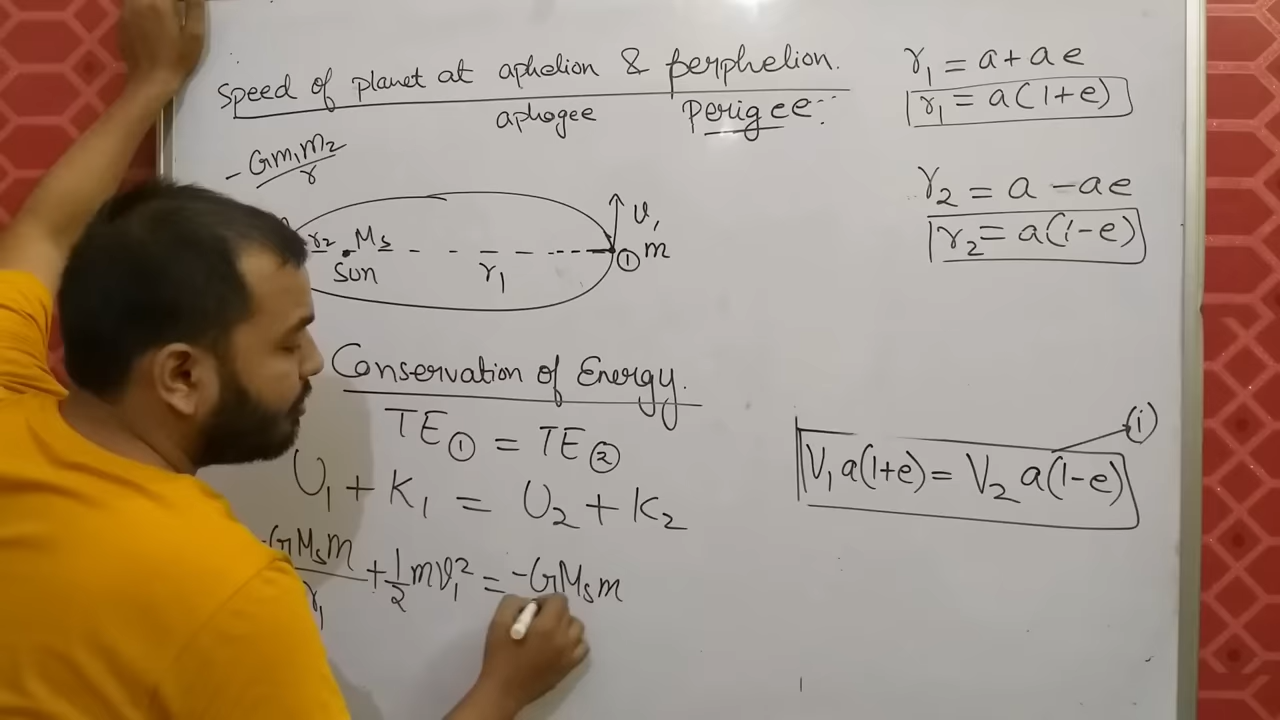 Speed of planet at aphelion & perphelion.
aphogee perigee:
-Gm₁m₂/r
r₂ Ms
Sun
r₁
v₁
① m
r₁ = a + ae
r₁ = a(1+e)
r₂ = a - ae
r₂ = a(1-e)
Conservation of Energy.
TE① = TE②
U₁ + K₁ = U₂ + K₂
-GMsm/r₁ + 1/2 mv₁² = -GMsm
V₁ a(1+e) = V₂ a(1-e)
(i)